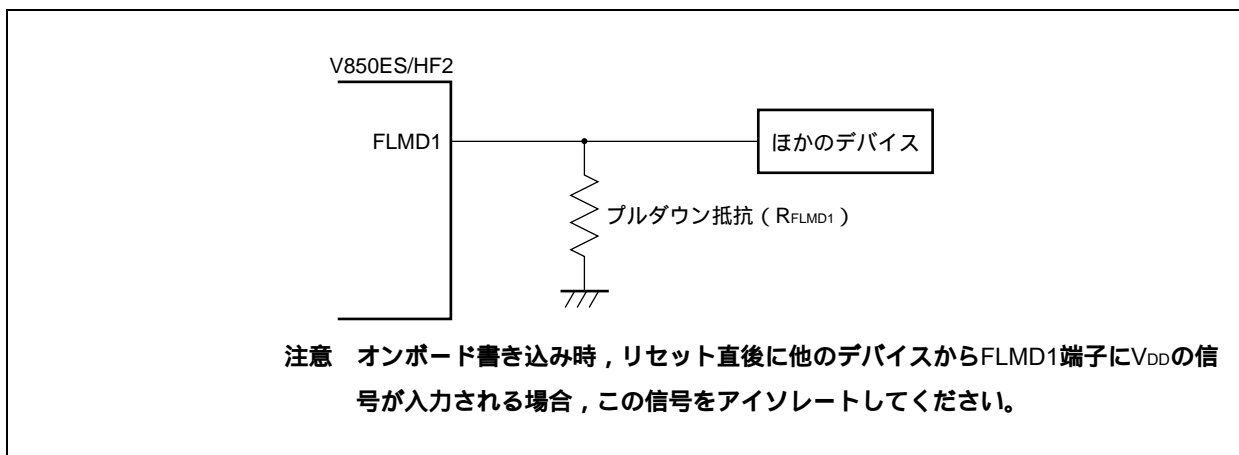 V850ES/HF2
FLMD1
ほかのデバイス
プルダウン抵抗（RFLMD1）
注意　オンボード書き込み時，リセット直後に他のデバイスからFLMD1端子にVDDの信
号が入力される場合，この信号をアイソレートしてください。